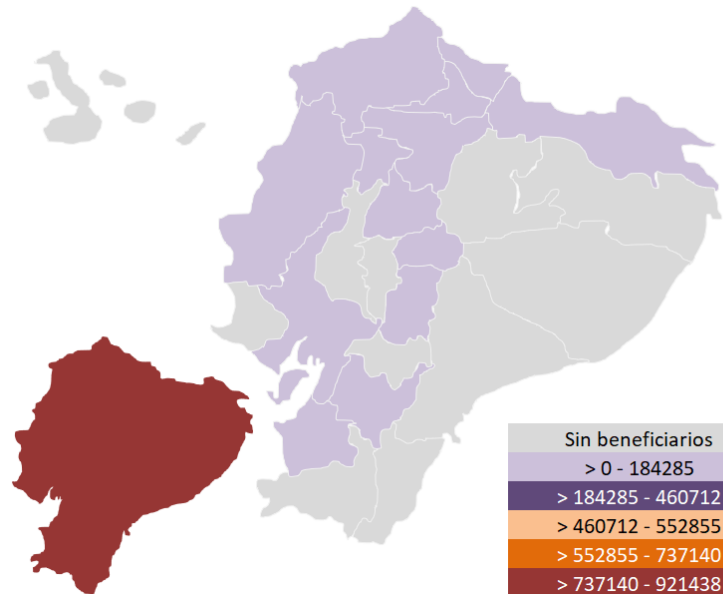 Sin beneficiarios
> 0 - 184285
> 184285 - 460712
> 460712 - 552855
> 552855 - 737140
> 737140 - 921438